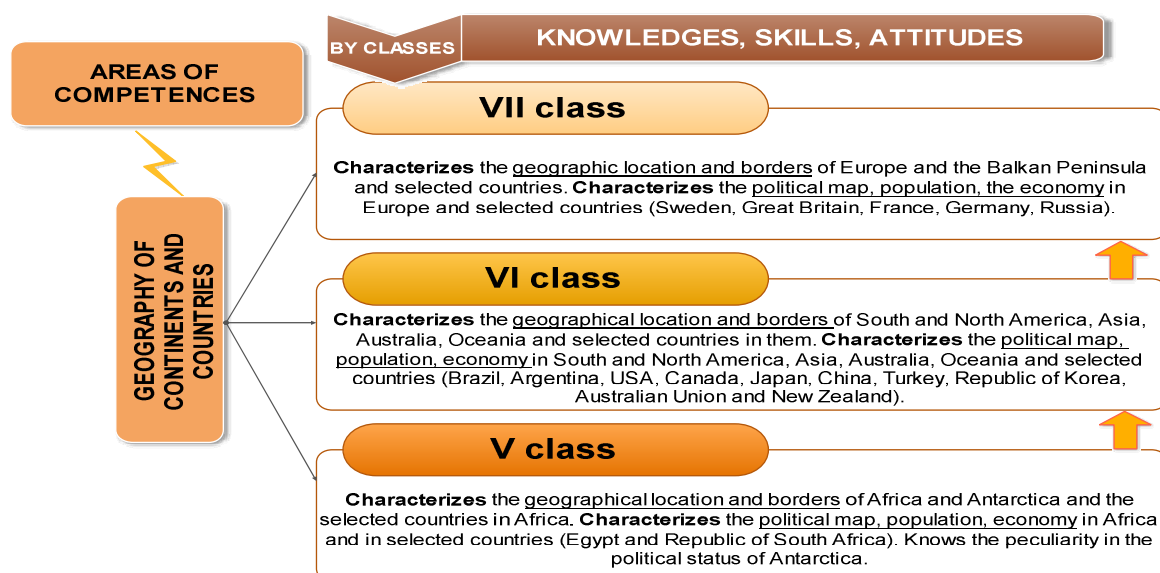 BY CLASSES
KNOWLEDGES, SKILLS, ATTITUDES
AREAS OF
COMPETENCES
GEOGRAPHY OF
CONTINENTS AND
COUNTRIES
VII class
Characterizes the geographic location and borders of Europe and the Balkan Peninsula
and selected countries. Characterizes the political map, population, the economy in
Europe and selected countries (Sweden, Great Britain, France, Germany, Russia).
VI class
Characterizes the geographical location and borders of South and North America, Asia,
Australia, Oceania and selected countries in them. Characterizes the political map,
population, economy in South and North America, Asia, Australia, Oceania and selected
countries (Brazil, Argentina, USA, Canada, Japan, China, Turkey, Republic of Korea,
Australian Union and New Zealand).
V class
Characterizes the geographical location and borders of Africa and Antarctica and the
selected countries in Africa. Characterizes the political map, population, economy in Africa
and in selected countries (Egypt and Republic of South Africa). Knows the peculiarity in the
political status of Antarctica.